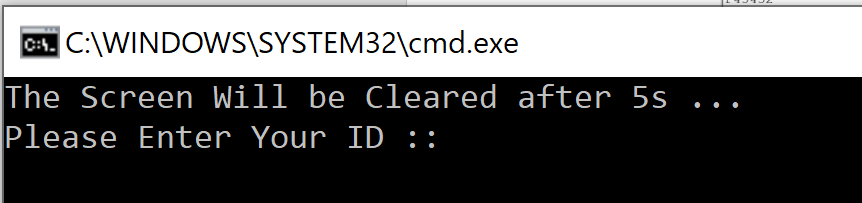 C:\WINDOWS\SYSTEM32\cmd.exe
The Screen Will be Cleared after 5s ...
Please Enter Your ID ::